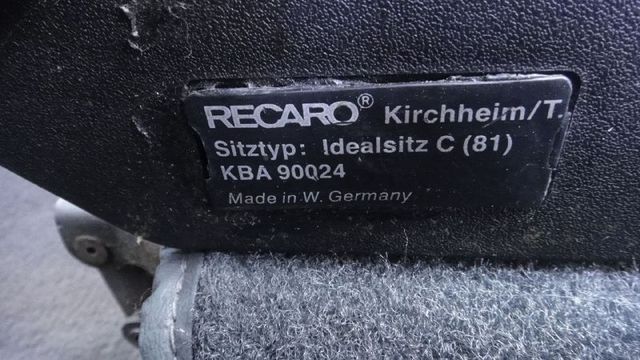 RECARO® Kirchheim/T.
Sitztyp: Idealsitz C (81)
KBA 90024
Made in W. Germany